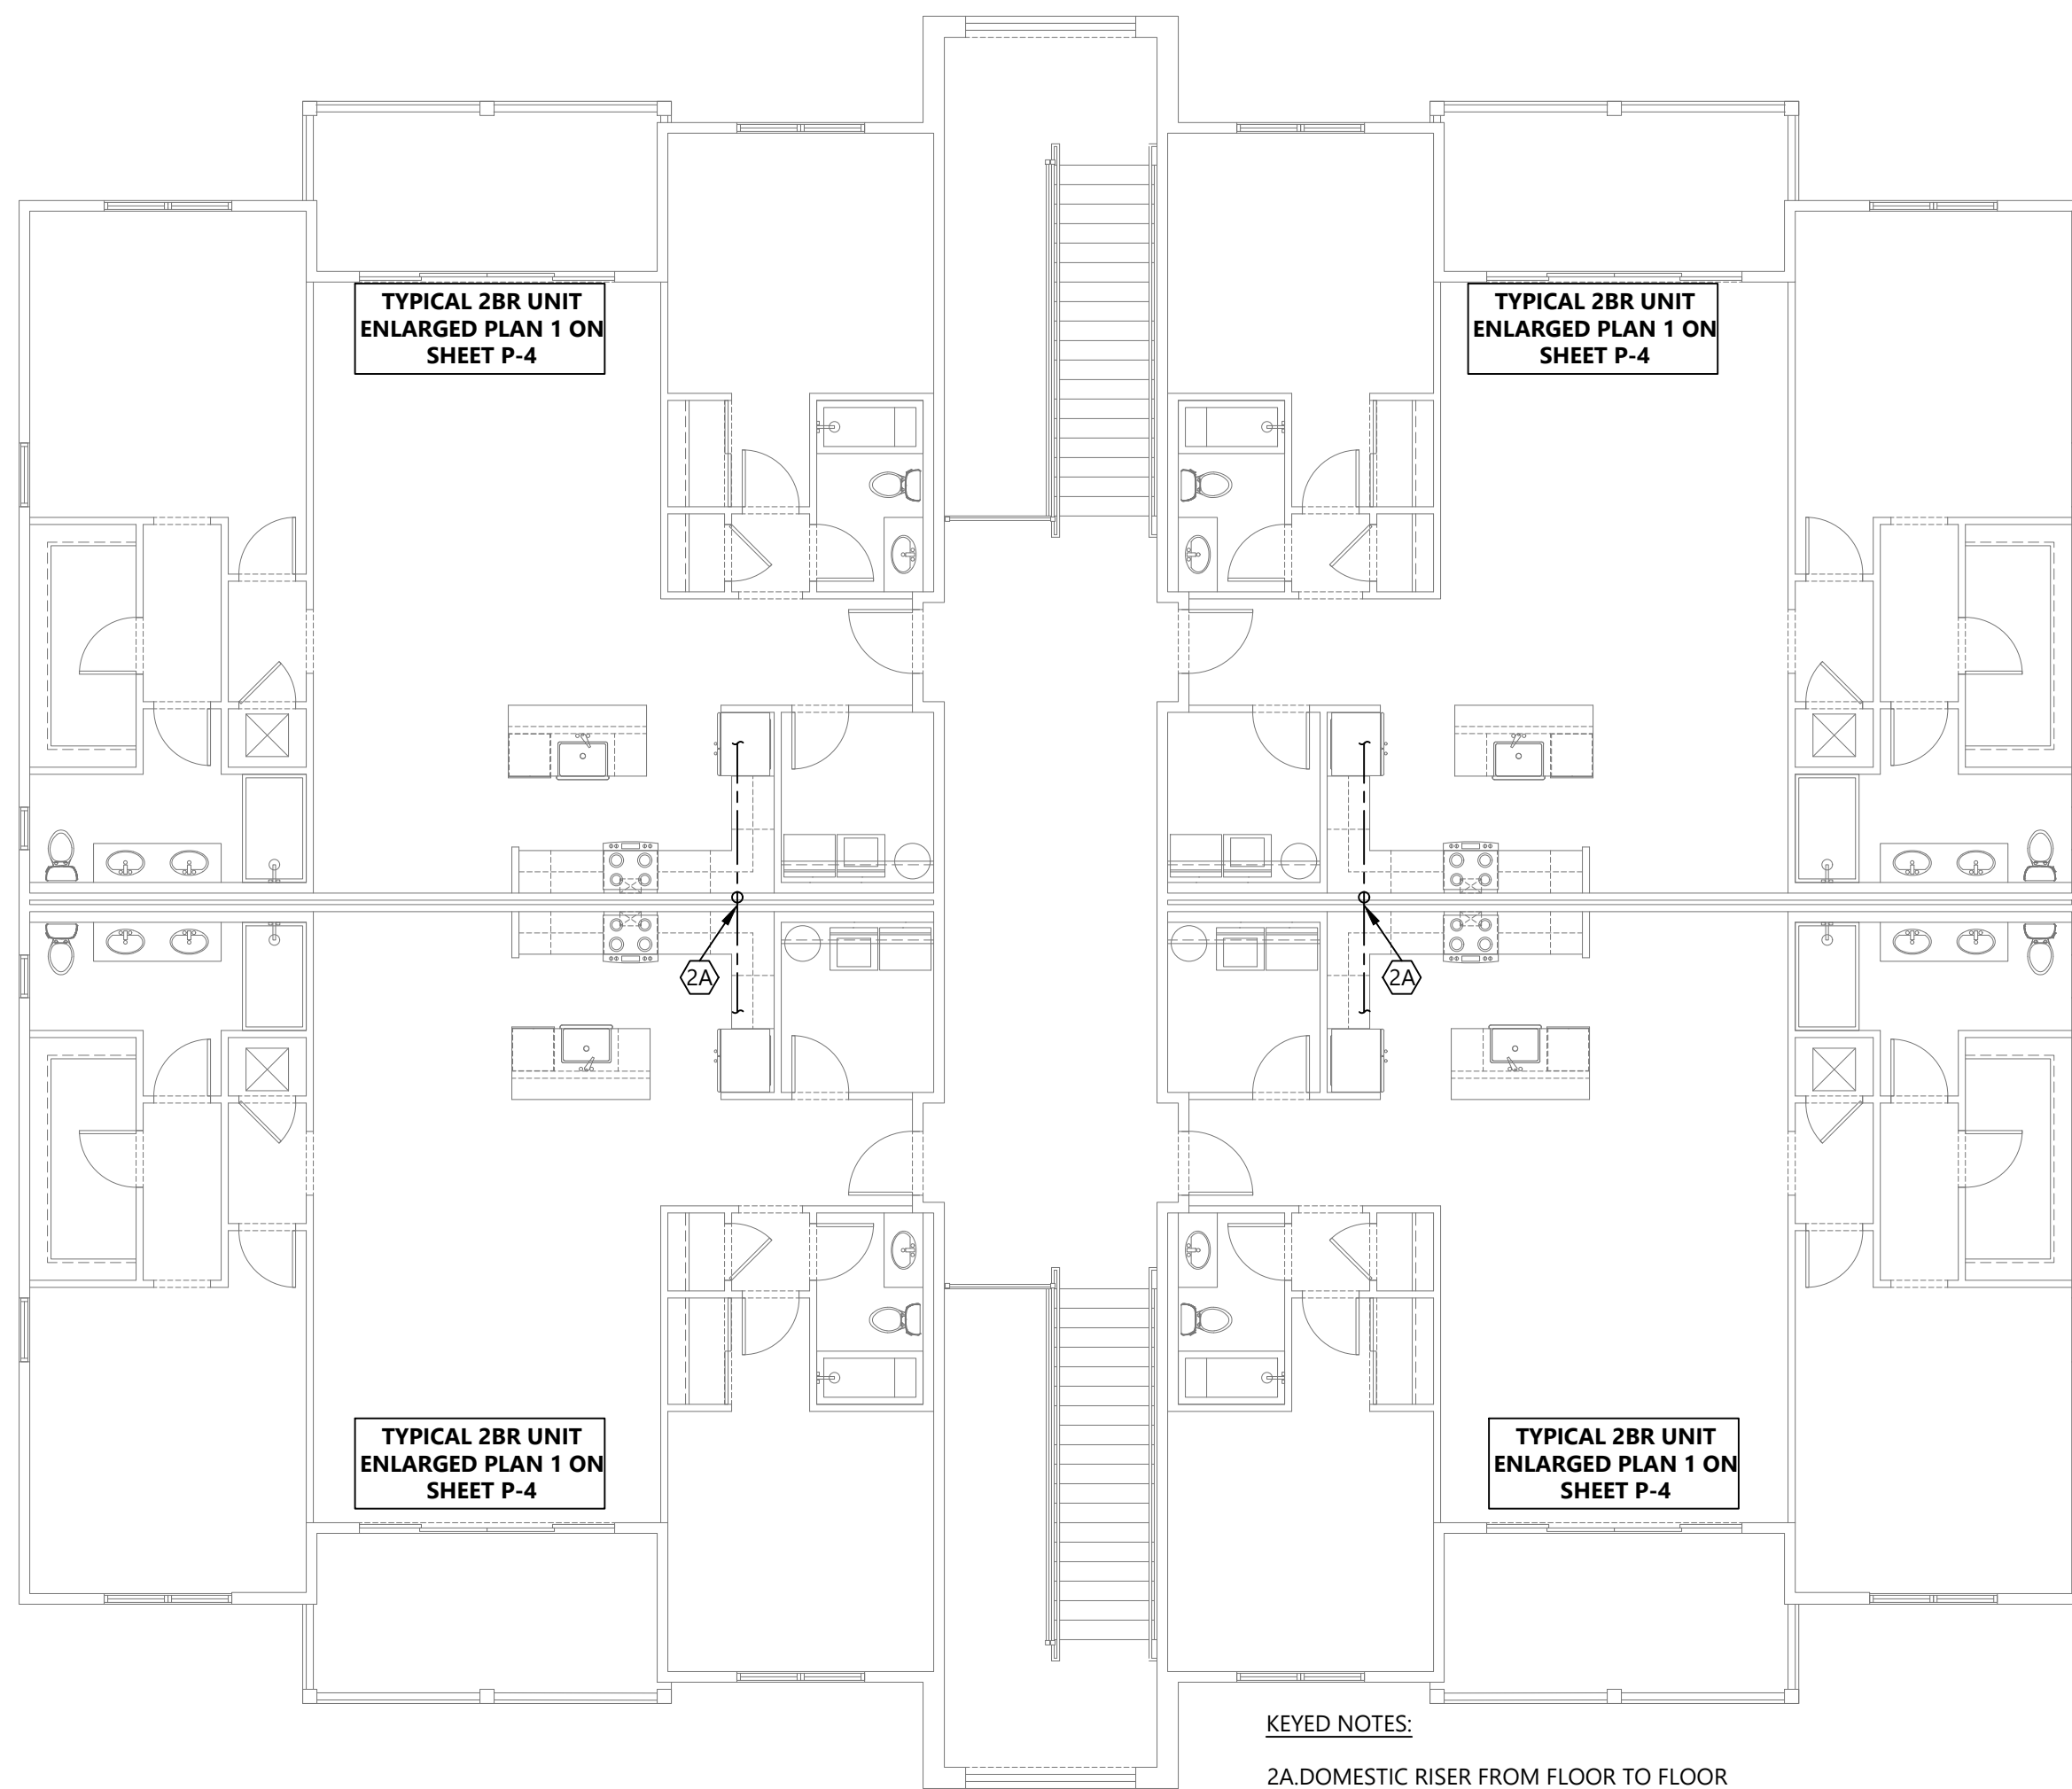 TYPICAL 2BR UNIT
ENLARGED PLAN 1 ON
SHEET P-4
TYPICAL 2BR UNIT
ENLARGED PLAN 1 ON
SHEET P-4
2A
2A
TYPICAL 2BR UNIT
ENLARGED PLAN 1 ON
SHEET P-4
TYPICAL 2BR UNIT
ENLARGED PLAN 1 ON
SHEET P-4
KEYED NOTES:
2A.DOMESTIC RISER FROM FLOOR TO FLOOR